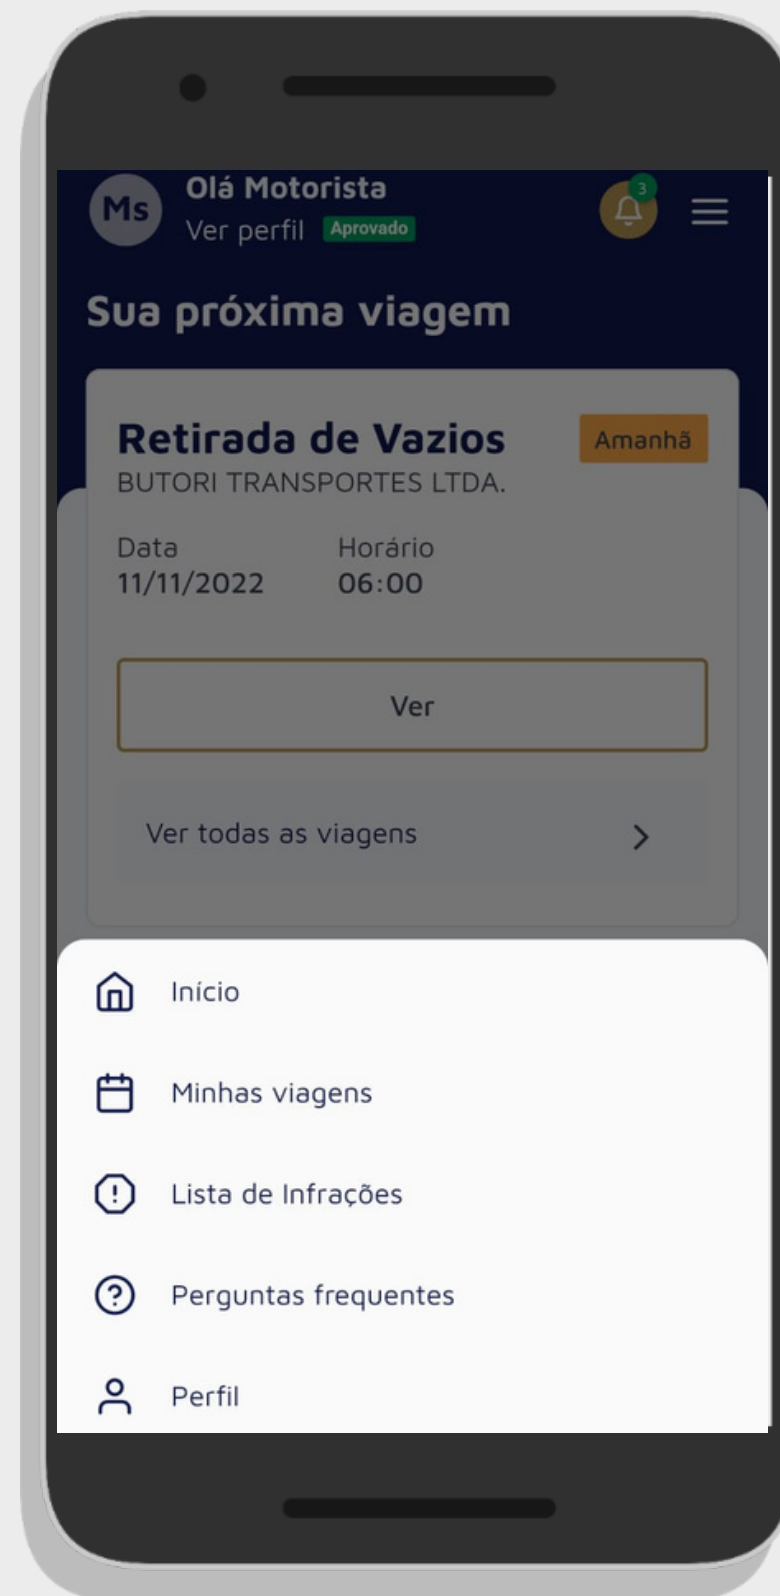 Ms
Olá Motorista
Ver perfil Aprovado
3
Sua próxima viagem
Retirada de Vazios
Amanhã
BUTORI TRANSPORTES LTDA.
Data Horário
11/11/2022 06:00
Ver
Ver todas as viagens
Início
Minhas viagens
Lista de Infrações
Perguntas frequentes
Perfil